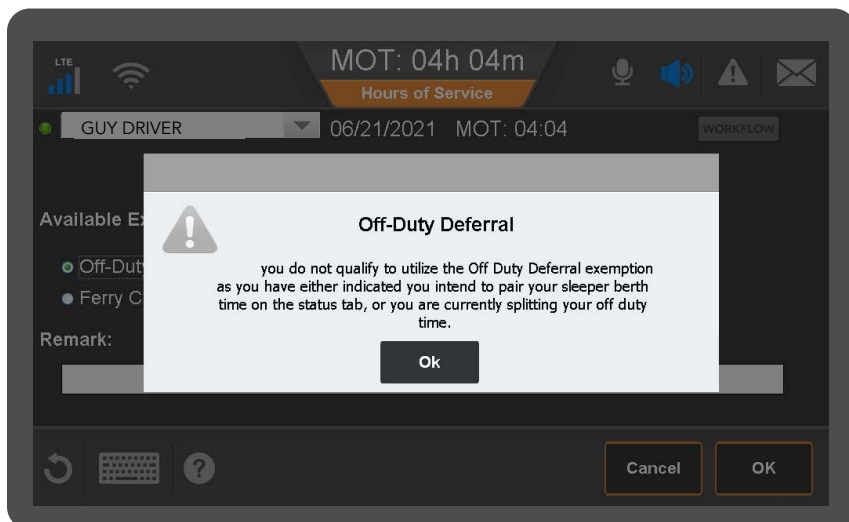 LTE
MOT: 04h 04m
Hours of Service
GUY DRIVER
06/21/2021 MOT: 04:04
WORKFLOW
Available Ex
Off-Dut
Ferry C
Remark:
Off-Duty Deferral
you do not qualify to utilize the Off Duty Deferral exemption
as you have either indicated you intend to pair your sleeper berth
time on the status tab, or you are currently splitting your off duty
time.
Ok
Cancel OK